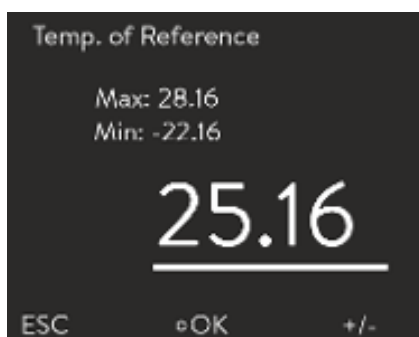 Temp. of Reference
Max: 28.16
Min: -22.16
25.16
ESC ¢OK +/-